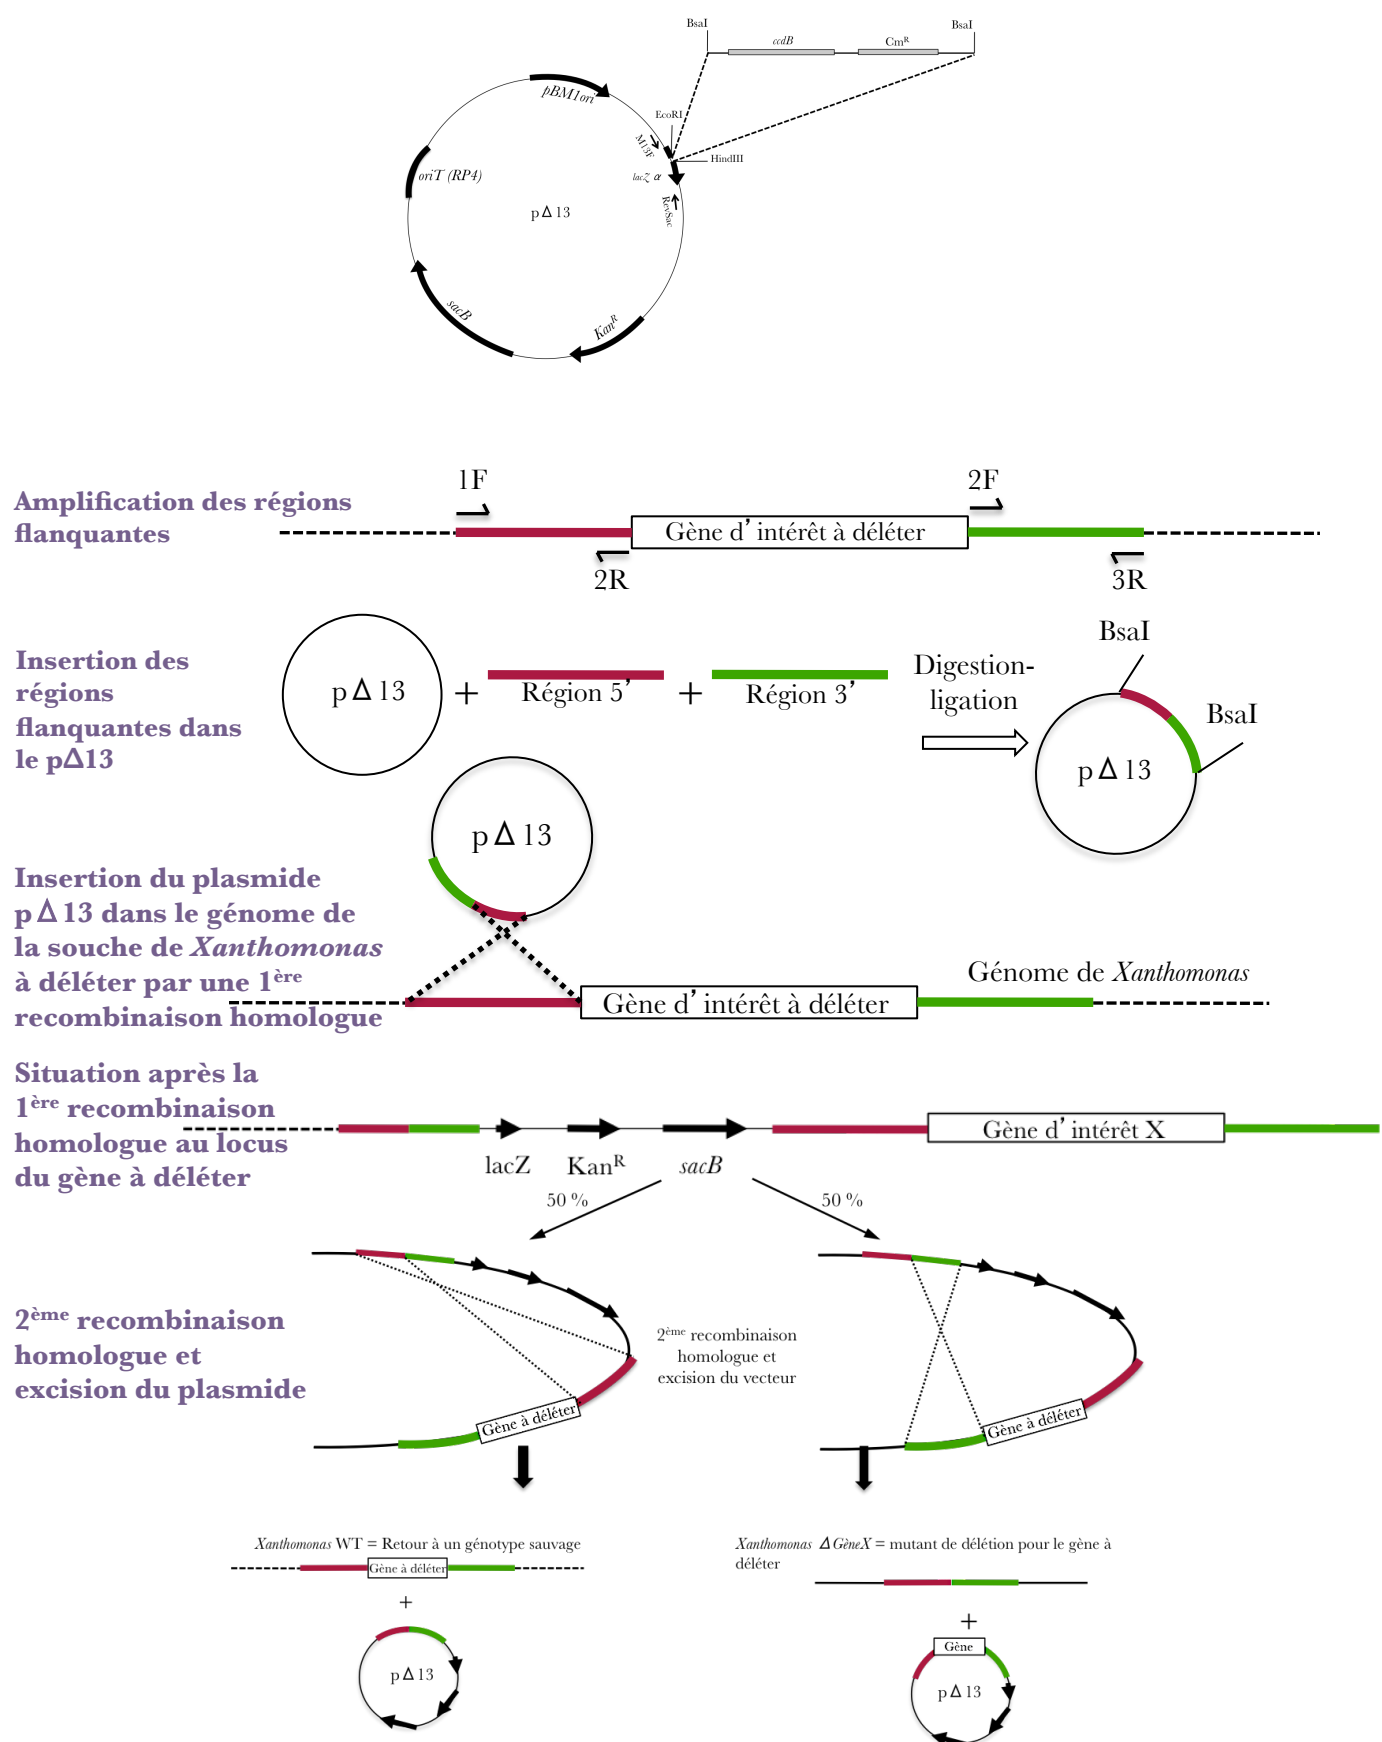 BsaI
BsaI
ccdB
Cm^R
pBM1ori
EcoRI
M13F
HindIII
oriT (RP4)
lacZ α
RevSac
pΔ13
sacB
Kan^R
1F
2F
Amplification des régions
flanquantes
Gène d’intérêt à déléter
2R
3R
BsaI
Insertion des
régions
flanquantes dans
le pΔ13
pΔ13
+
Région 5’
+
Région 3’
Digestion-
ligation
BsaI
pΔ13
pΔ13
Insertion du plasmide
pΔ13 dans le génome de
la souche de Xanthomonas
à déléter par une 1ère
recombinaison homologue
Génome de Xanthomonas
Gène d’intérêt à déléter
Situation après la
1ère recombinaison
homologue au locus
du gène à déléter
Gène d’intérêt X
lacZ
Kan^R
sacB
50 %
50 %
2ème recombinaison
homologue et
excision du plasmide
2ème recombinaison
homologue et
excision du vecteur
Gène à déléter
Gène à déléter
Xanthomonas WT = Retour à un génotype sauvage
Gène à déléter
+
pΔ13
Xanthomonas ΔGèneX = mutant de délétion pour le gène à
déléter
+
Gène
pΔ13